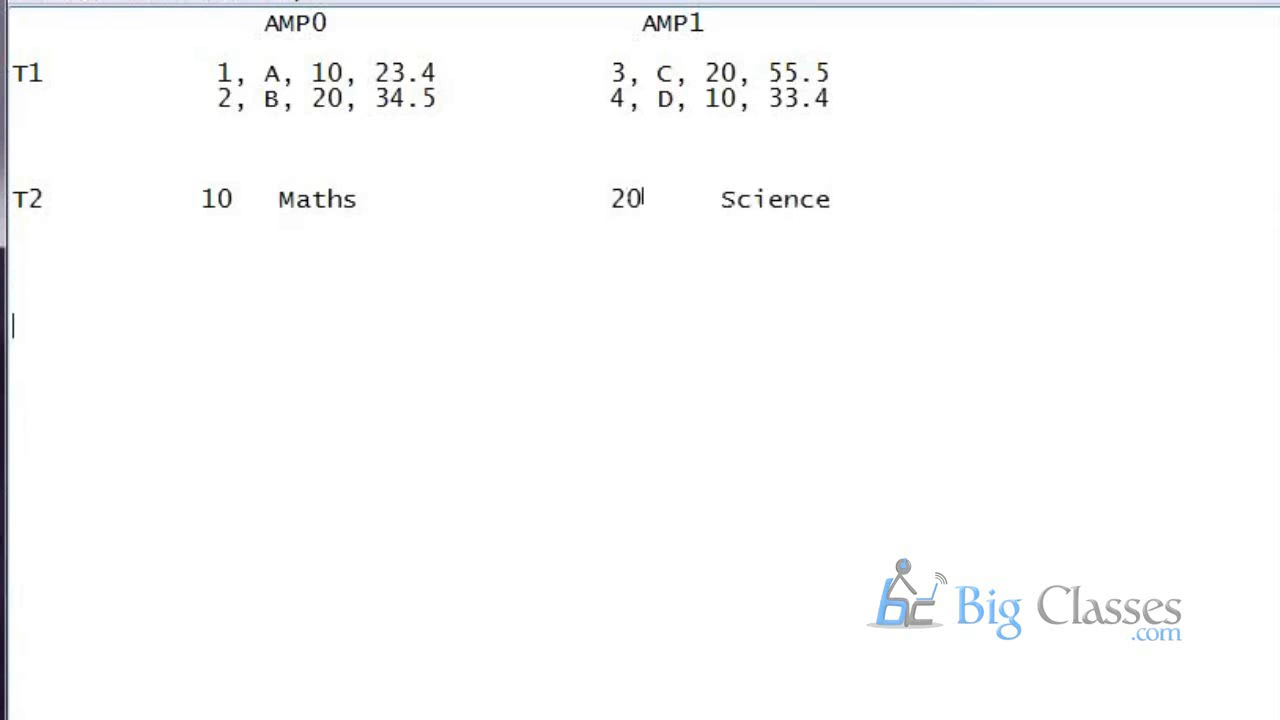 AMP0 AMP1
T1 1, A, 10, 23.4 3, C, 20, 55.5
2, B, 20, 34.5 4, D, 10, 33.4
T2 10 Maths 20 Science
bc Big Classes
.com